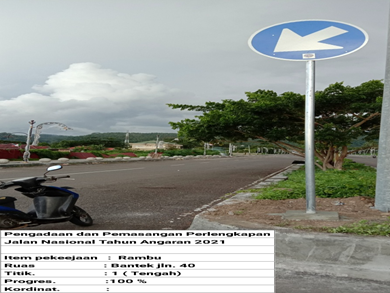 Pengadaan dan Pemasangan Perlengkapan
Jalan Nasional Tahun Angaran 2021
Item pekeejaan : Rambu
Ruas : Bantek jln. 40
Titik. : 1 ( Tengah)
Progres. :100 %
Kordinat. :